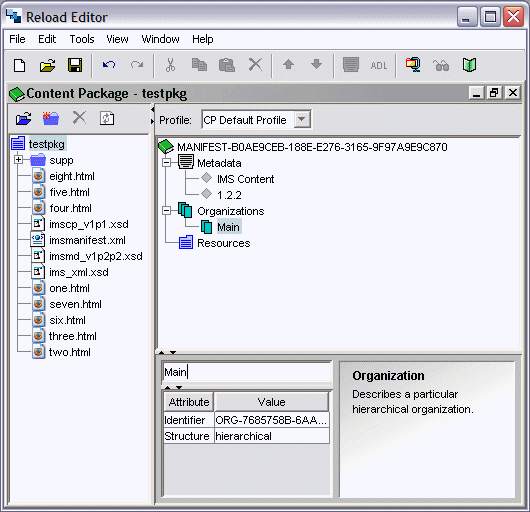 Reload Editor
File Edit Tools View Window Help
ADL
Content Package - testpkg
Profile: CP Default Profile
testpkg
supp
eight.html
five.html
four.html
imscp_v1p1.xsd
imsmanifest.xml
imsmd_v1p2p2.xsd
ims_xml.xsd
one.html
seven.html
six.html
three.html
two.html
MANIFEST-B0AE9CEB-188E-E276-3165-9F97A9E9C870
Metadata
IMS Content
1.2.2
Organizations
Main
Resources
Main
Attribute Value
Identifier ORG-7685758B-6AA...
Structure hierarchical
Organization
Describes a particular
hierarchical organization.